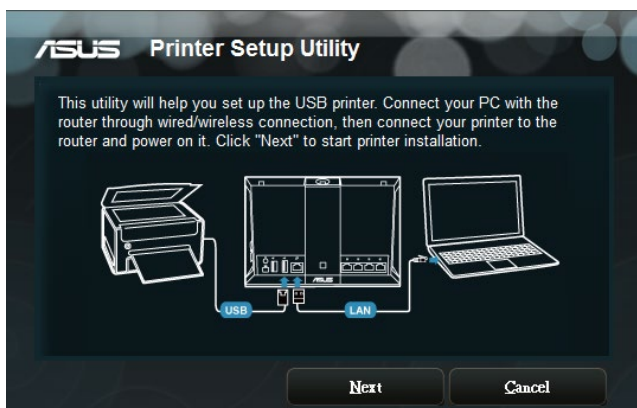 ASUS Printer Setup Utility
This utility will help you set up the USB printer. Connect your PC with the
router through wired/wireless connection, then connect your printer to the
router and power on it. Click "Next" to start printer installation.
ASUS
USB
LAN
Next
Cancel